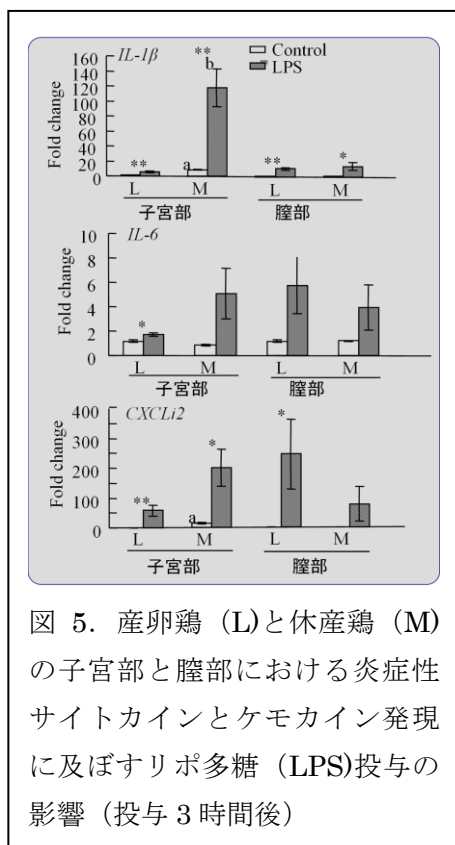 IL-1β
Control
LPS
Fold change
160
140
120
100
80
60
40
20
0
**
a
**
b
**
*
L
M
L
M
子宮部
膣部
IL-6
Fold change
10
8
6
4
2
0
*
L
M
L
M
子宮部
膣部
CXCLi2
Fold change
400
300
200
100
0
**
a
*
*
L
M
L
M
子宮部
膣部
図 5. 産卵鶏（L)と休産鶏（M)
の子宮部と膣部における炎症性
サイトカインとケモカイン発現
に及ぼすリポ多糖（LPS)投与の
影響（投与 3 時間後）